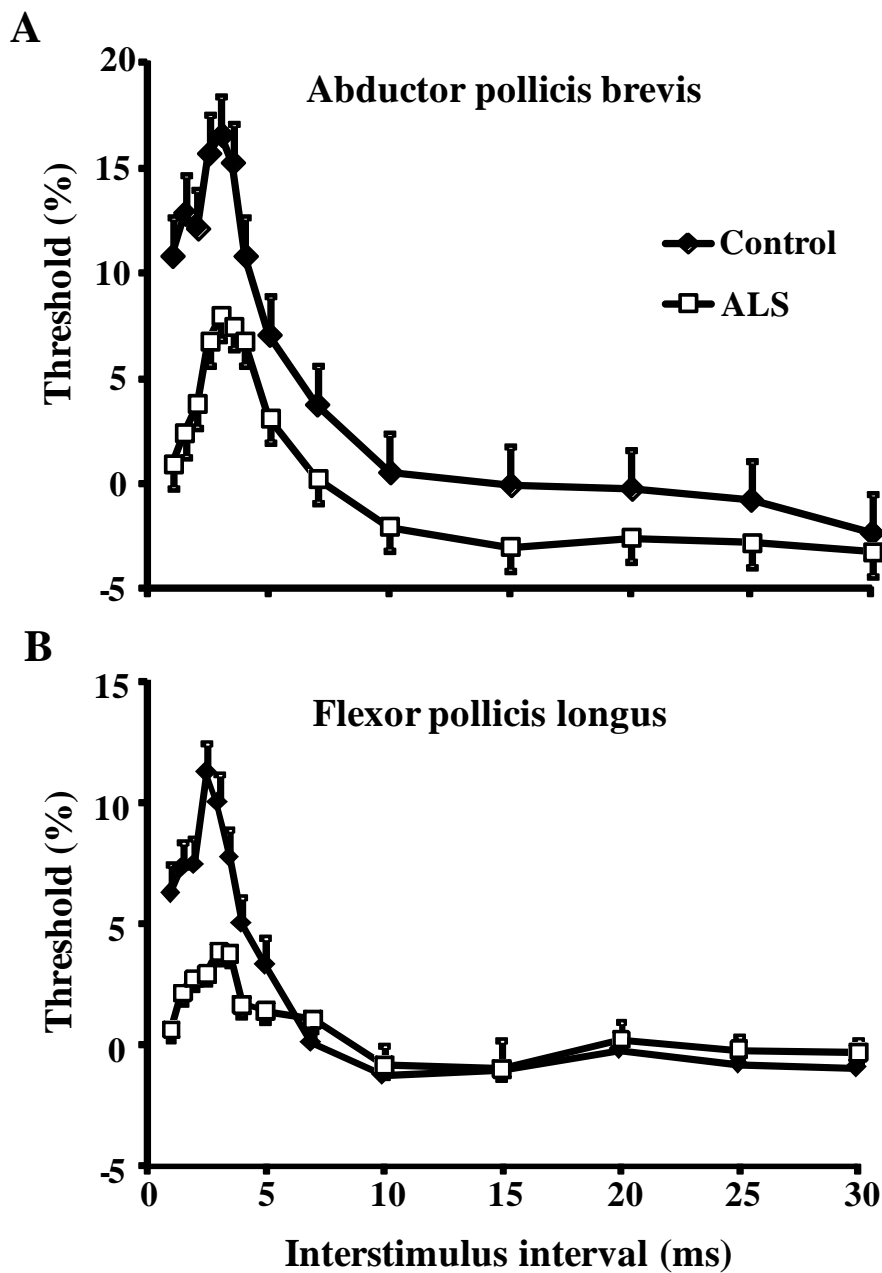 A
Abductor pollicis brevis
Threshold (%)
20
15
10
5
0
-5
Control
ALS
B
Flexor pollicis longus
Threshold (%)
15
10
5
0
-5
0 5 10 15 20 25 30
Interstimulus interval (ms)